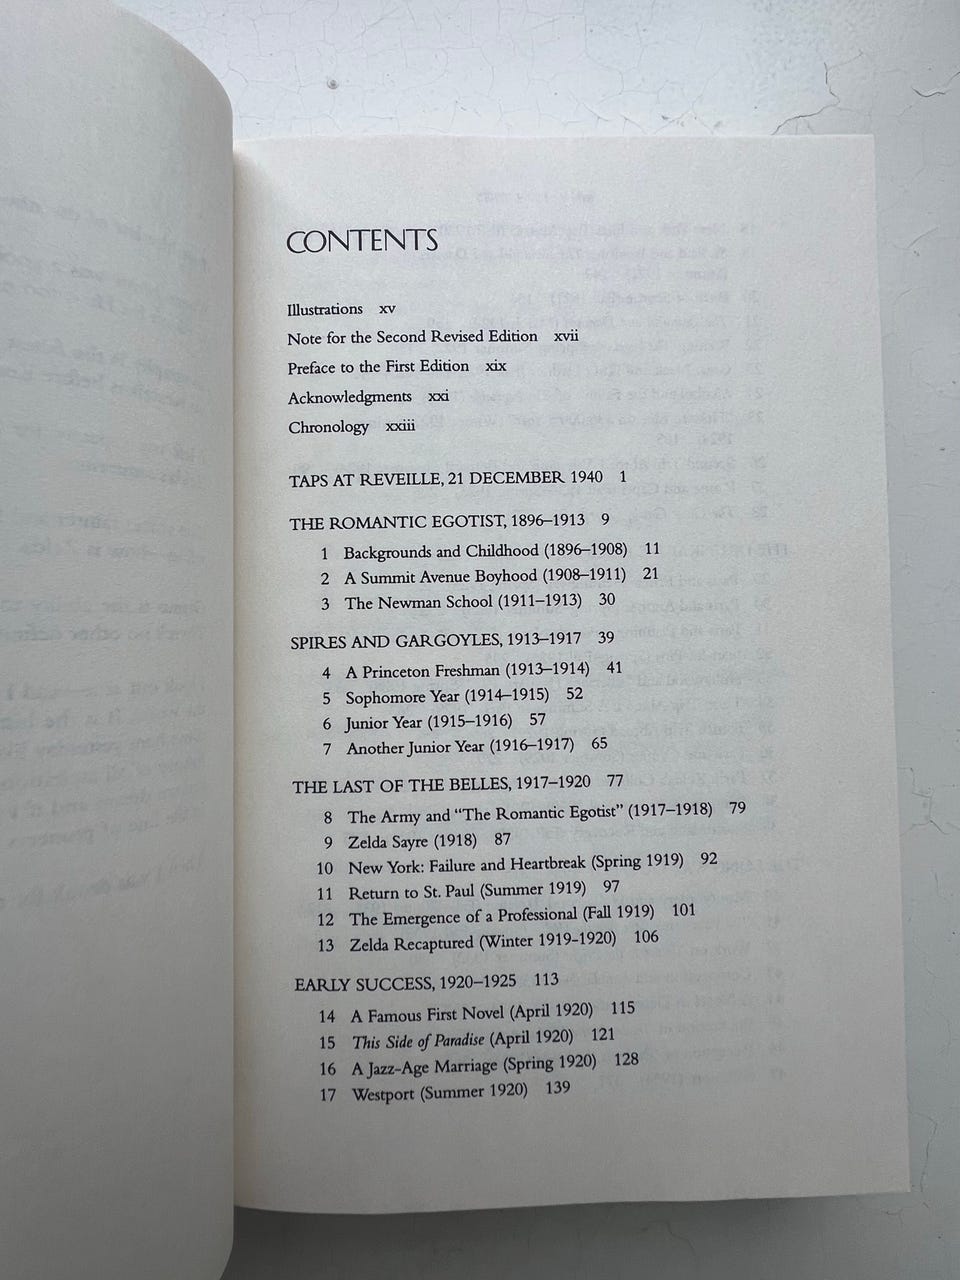 CONTENTS
Illustrations xv
Note for the Second Revised Edition xvii
Preface to the First Edition xix
Acknowledgments xxi
Chronology xxiii
TAPS AT REVEILLE, 21 DECEMBER 1940 1
THE ROMANTIC EGOTIST, 1896–1913 9
1 Backgrounds and Childhood (1896–1908) 11
2 A Summit Avenue Boyhood (1908–1911) 21
3 The Newman School (1911–1913) 30
SPIRES AND GARGOYLES, 1913–1917 39
4 A Princeton Freshman (1913–1914) 41
5 Sophomore Year (1914–1915) 52
6 Junior Year (1915–1916) 57
7 Another Junior Year (1916–1917) 65
THE LAST OF THE BELLES, 1917–1920 77
8 The Army and “The Romantic Egotist” (1917–1918) 79
9 Zelda Sayre (1918) 87
10 New York: Failure and Heartbreak (Spring 1919) 92
11 Return to St. Paul (Summer 1919) 97
12 The Emergence of a Professional (Fall 1919) 101
13 Zelda Recaptured (Winter 1919-1920) 106
EARLY SUCCESS, 1920–1925 113
14 A Famous First Novel (April 1920) 115
15 This Side of Paradise (April 1920) 121
16 A Jazz-Age Marriage (Spring 1920) 128
17 Westport (Summer 1920) 139